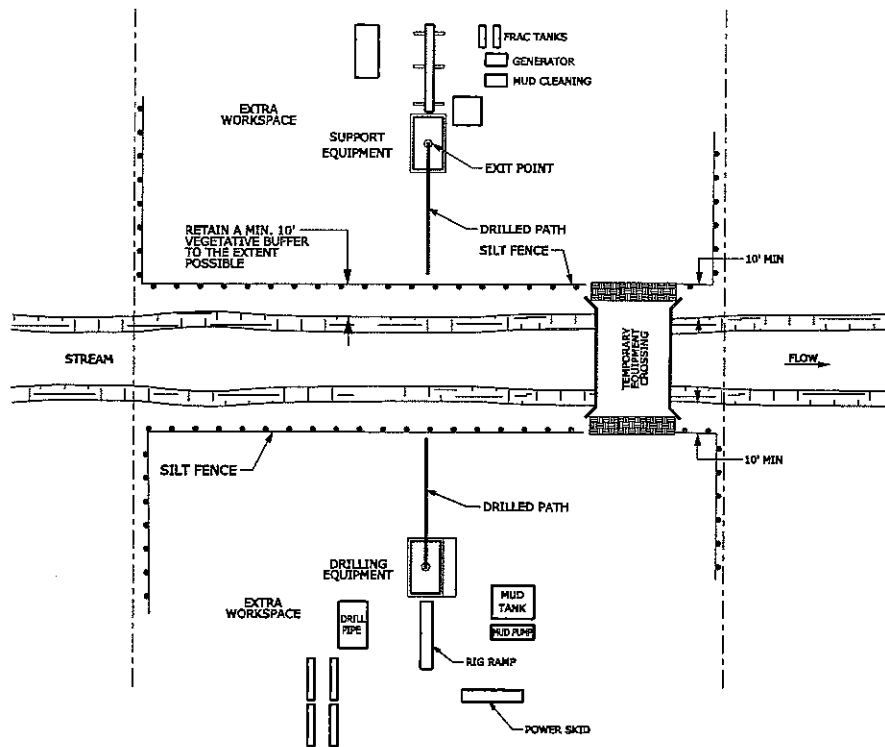 FRAC TANKS
GENERATOR
MUD CLEANING
EXTRA
WORKSPACE
SUPPORT
EQUIPMENT
EXIT POINT
DRILLED PATH
RETAIN A MIN. 10'
VEGETATIVE BUFFER
TO THE EXTENT
POSSIBLE
SILT FENCE
10' MIN
STREAM
TEMPORARY
EQUIPMENT
CROSSING
FLOW
SILT FENCE
10' MIN
DRILLED PATH
DRILLING
EQUIPMENT
EXTRA
WORKSPACE
DRILL
PIPE
MUD
TANK
MUD PUMP
RIG RAMP
POWER SKID